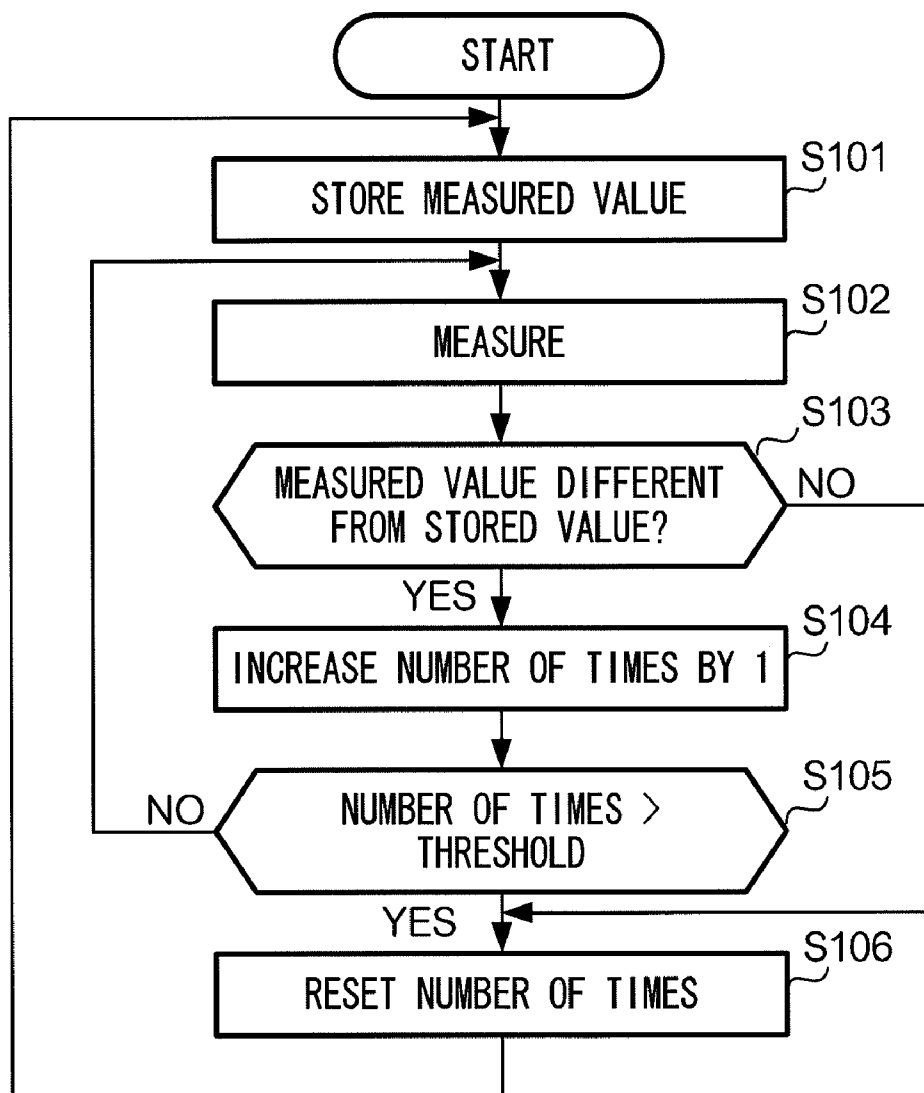 START
S101
STORE MEASURED VALUE
S102
MEASURE
S103
MEASURED VALUE DIFFERENT
FROM STORED VALUE?
NO
YES
S104
INCREASE NUMBER OF TIMES BY 1
S105
NUMBER OF TIMES >
THRESHOLD
NO
YES
S106
RESET NUMBER OF TIMES